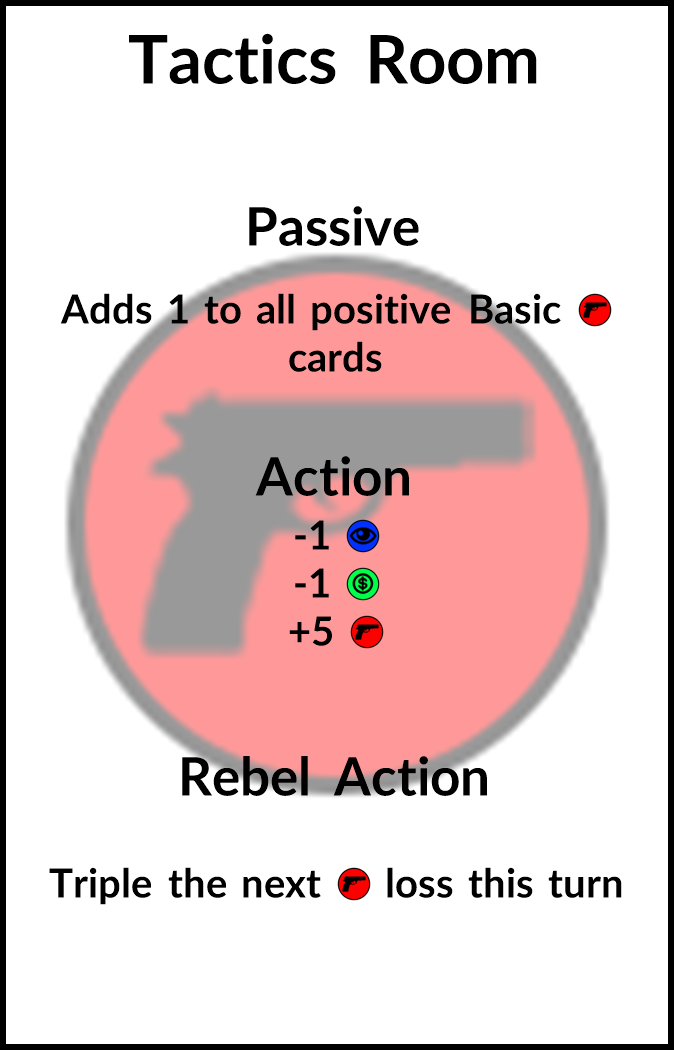 Tactics Room
Passive
Adds 1 to all positive Basic
cards
Action
-1
-1 $
+5
Rebel Action
Triple the next loss this turn